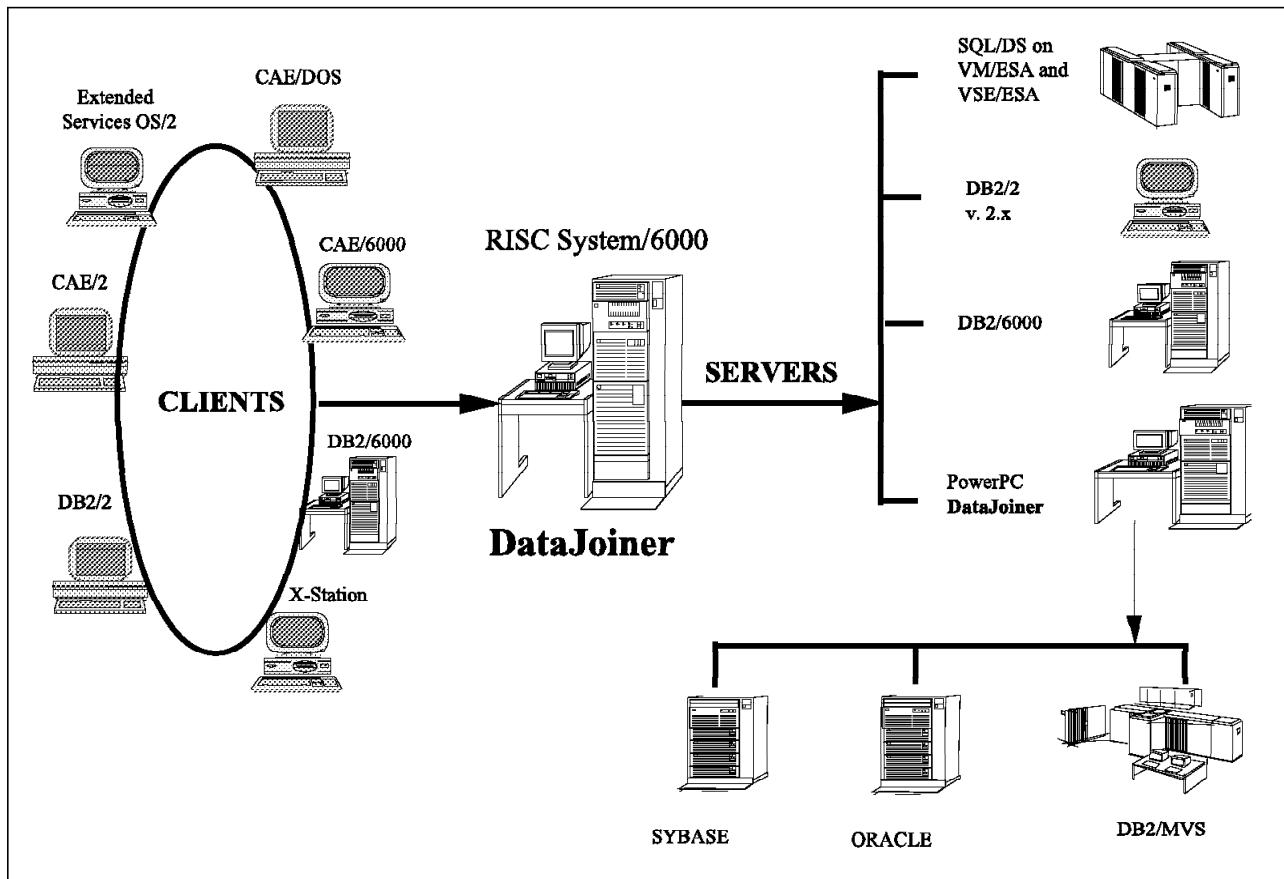 CAE/DOS
Extended
Services OS/2
CAE/6000
CAE/2
CLIENTS
DB2/6000
DB2/2
X-Station
RISC System/6000
DataJoiner
SERVERS
SQL/DS on
VM/ESA and
VSE/ESA
DB2/2
v. 2.x
DB2/6000
PowerPC
DataJoiner
SYBASE
ORACLE
DB2/MVS